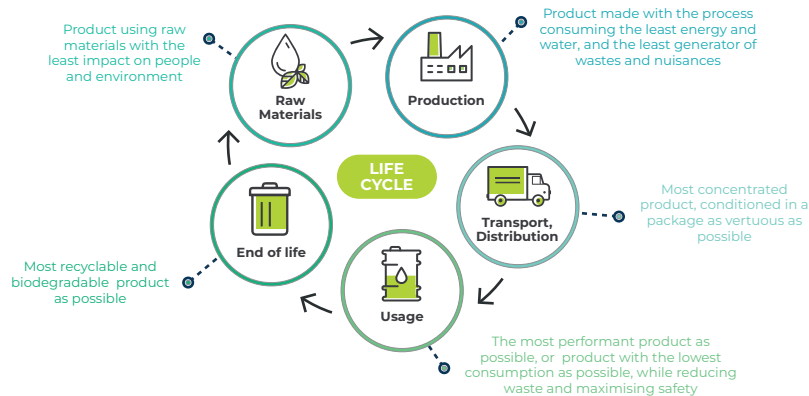 Product using raw
materials with the
least impact on people
and environment
Raw
Materials
Product made with the process
consuming the least energy and
water, and the least generator of
wastes and nuisances
Production
LIFE
CYCLE
Most concentrated
product, conditioned in a
package as vertuous as
possible
Transport,
Distribution
End of life
Most recyclable and
biodegradable product
as possible
Usage
The most performant product as
possible, or product with the lowest
consumption as possible, while reducing
waste and maximising safety